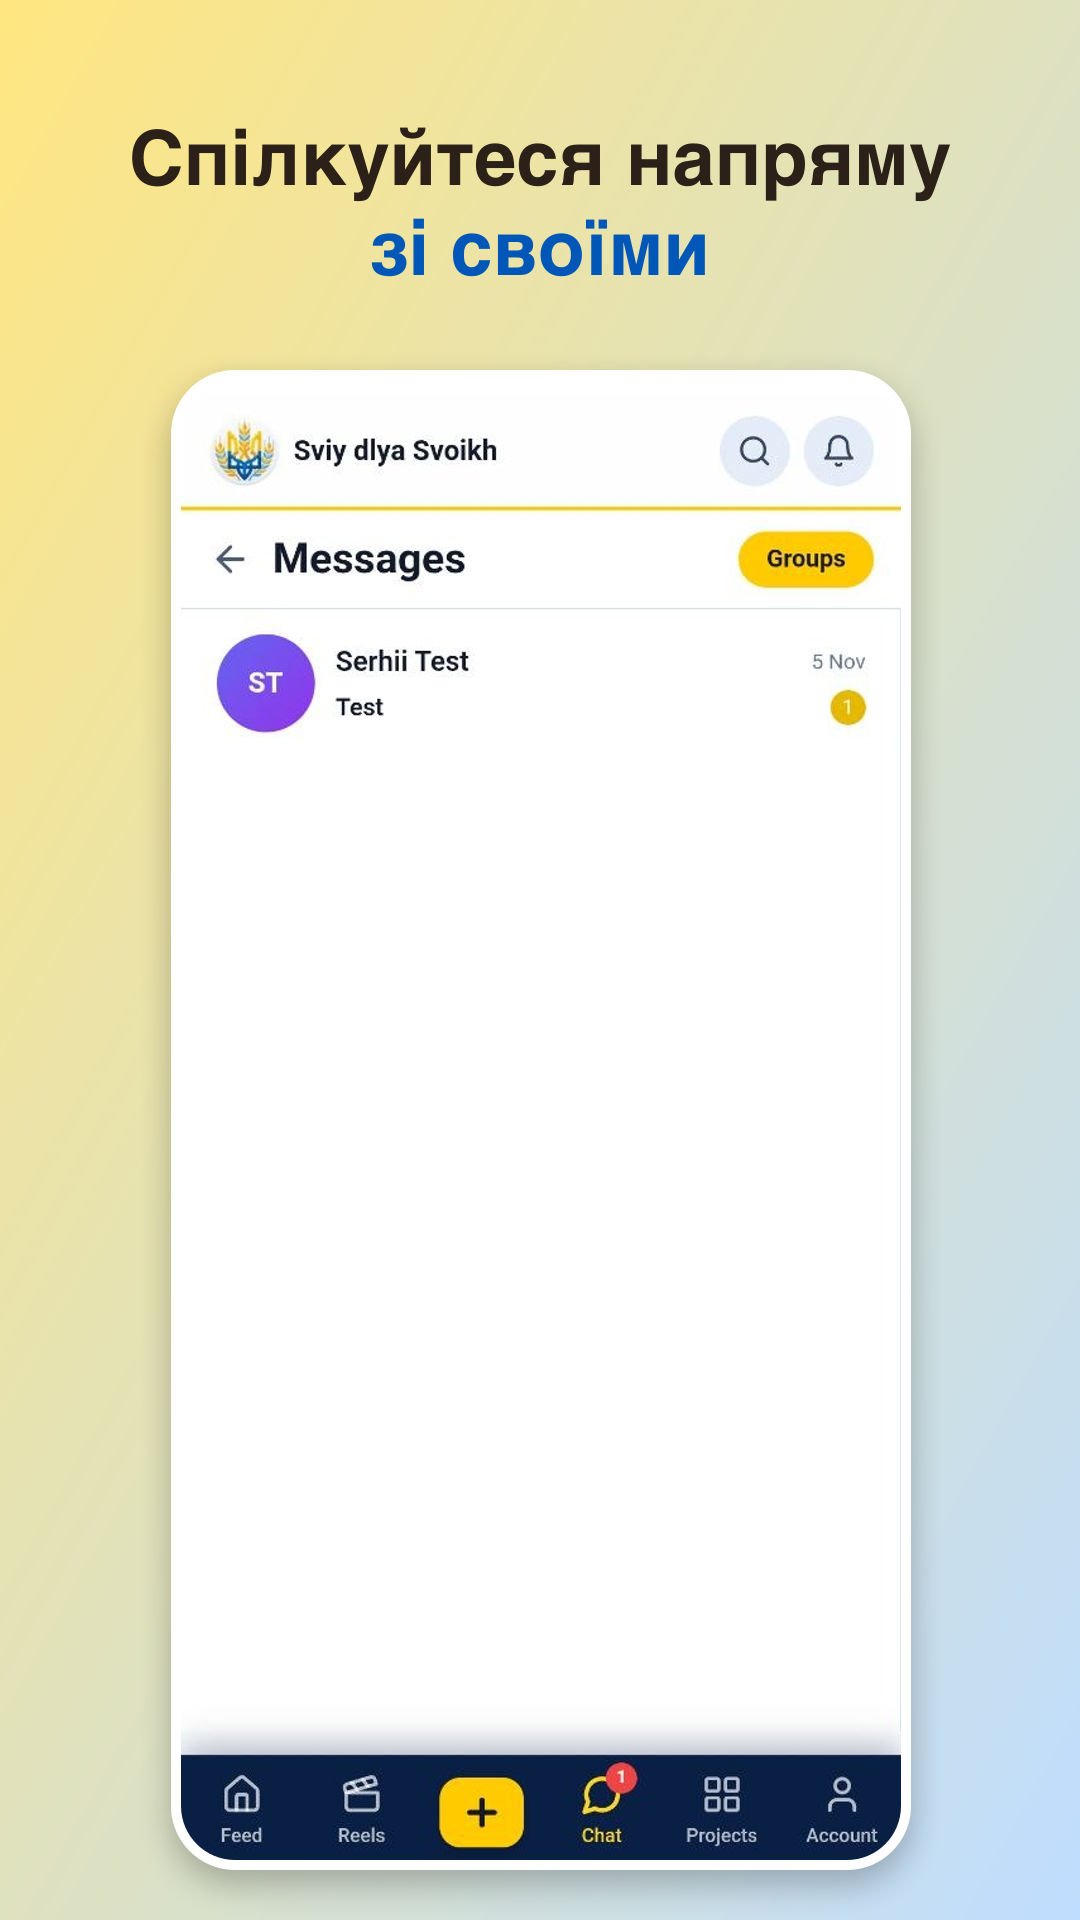 Спілкуйтеся напряму
зі своїми
Sviy dlya Svoikh
Messages
Groups
ST
Serhii Test
5 Nov
Test
1
1
Feed
Reels
Chat
Projects
Account